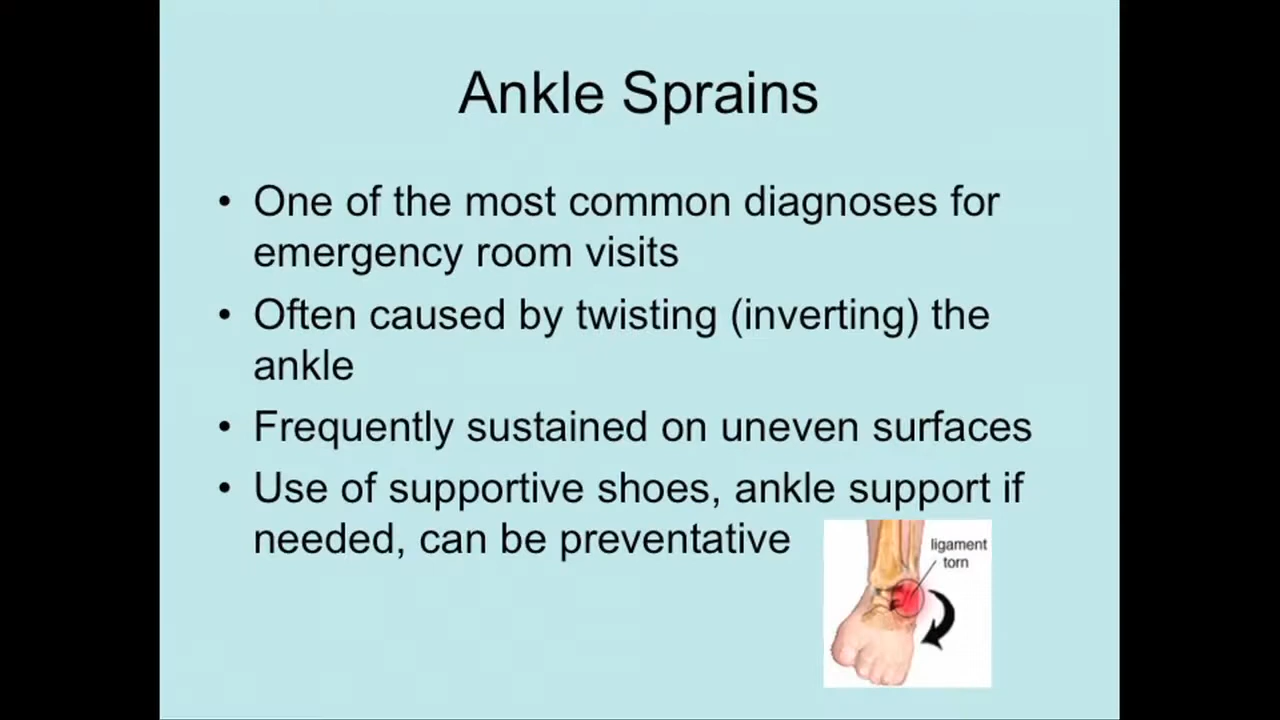 Ankle Sprains
• One of the most common diagnoses for
emergency room visits
• Often caused by twisting (inverting) the
ankle
• Frequently sustained on uneven surfaces
• Use of supportive shoes, ankle support if
needed, can be preventative
ligament
torn